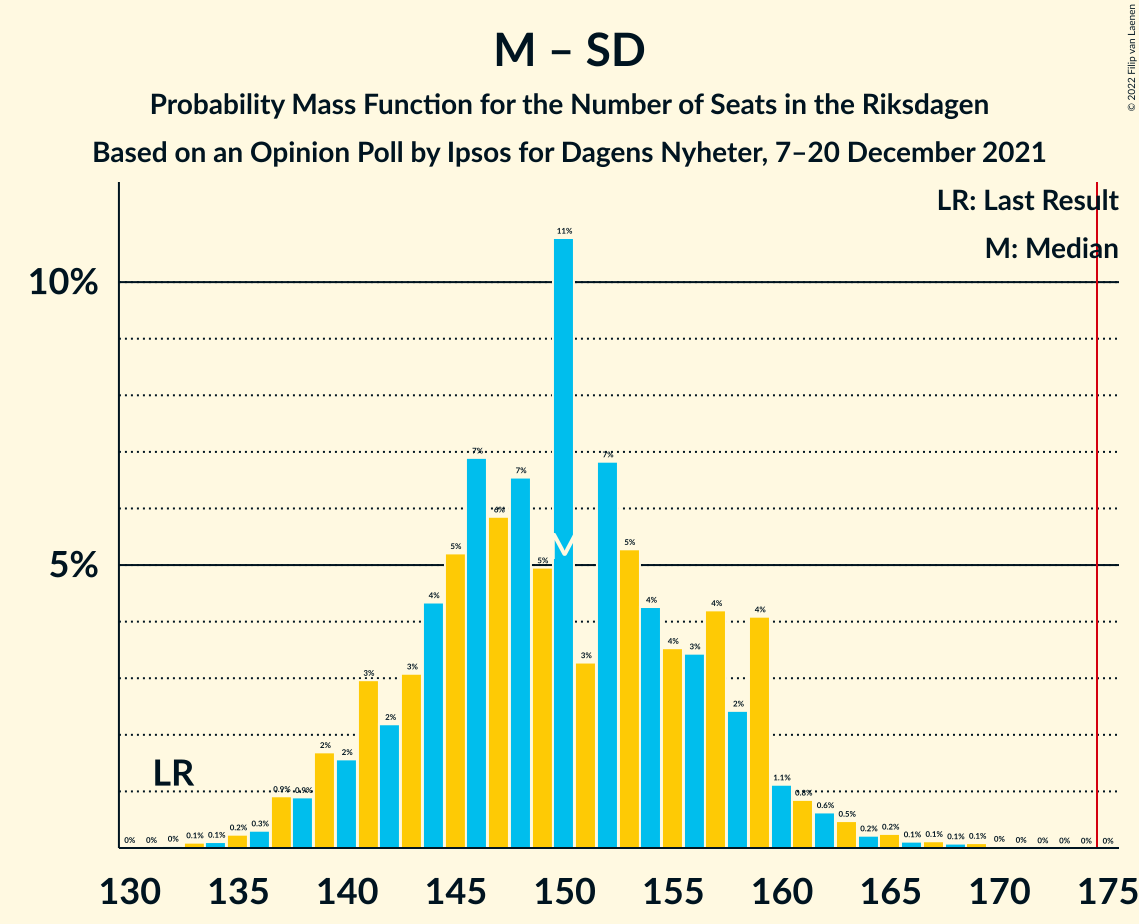 M – SD
Probability Mass Function for the Number of Seats in the Riksdagen
Based on an Opinion Poll by Ipsos for Dagens Nyheter, 7–20 December 2021
© 2022 Filip van Laenen
LR: Last Result
M: Median
10%
5%
LR
M
0% 0% 0% 0.1% 0.1% 0.2% 0.3% 0.9% 0.9% 2% 2% 3% 2% 3% 4% 5% 7% 6% 7% 5% 11% 3% 7% 5% 4% 4% 3% 4% 2% 4% 1.1% 0.8% 0.6% 0.5% 0.2% 0.2% 0.1% 0.1% 0.1% 0.1% 0% 0% 0% 0% 0% 0%
130 135 140 145 150 155 160 165 170 175